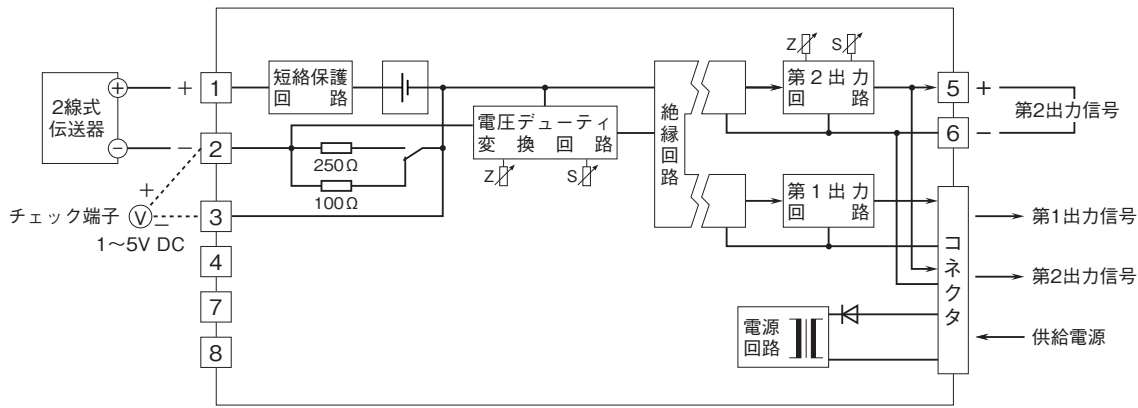 2線式
伝送器
+
−
+
−
1
2
3
4
7
8
短絡保護
回路
250Ω
100Ω
電圧デューティ
変換回路
Z
S
チェック端子
V
+
−
1〜5V DC
絶縁回路
Z
S
第2出力
回路
第1出力
回路
電源
回路
コネクタ
5
6
+
−
第2出力信号
第1出力信号
第2出力信号
供給電源